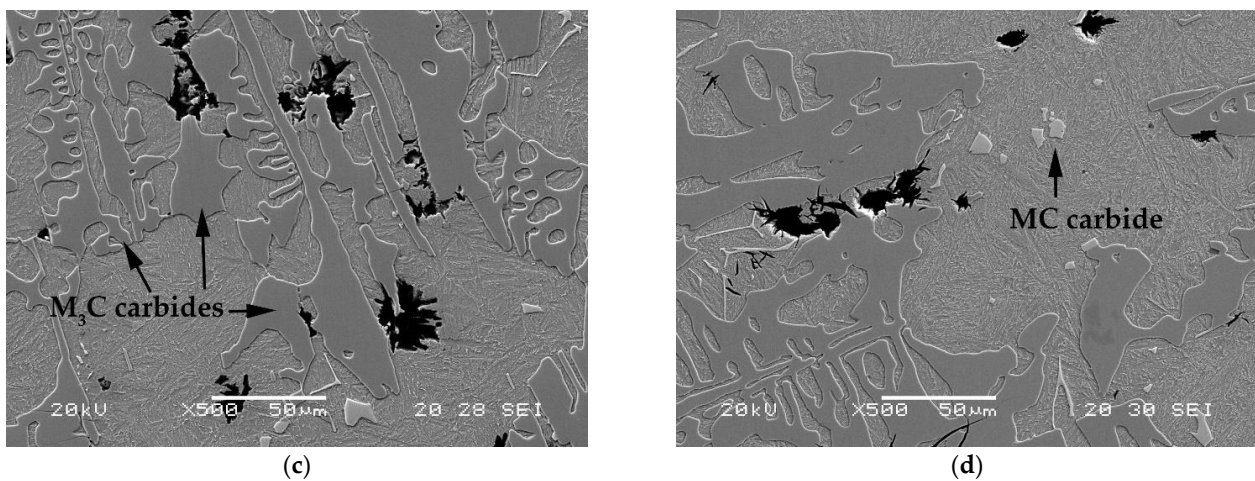 M₃C carbides
20kV X500 50μm 20 28 SEI
(c)
MC carbide
20kV X500 50μm 20 30 SEI
(d)